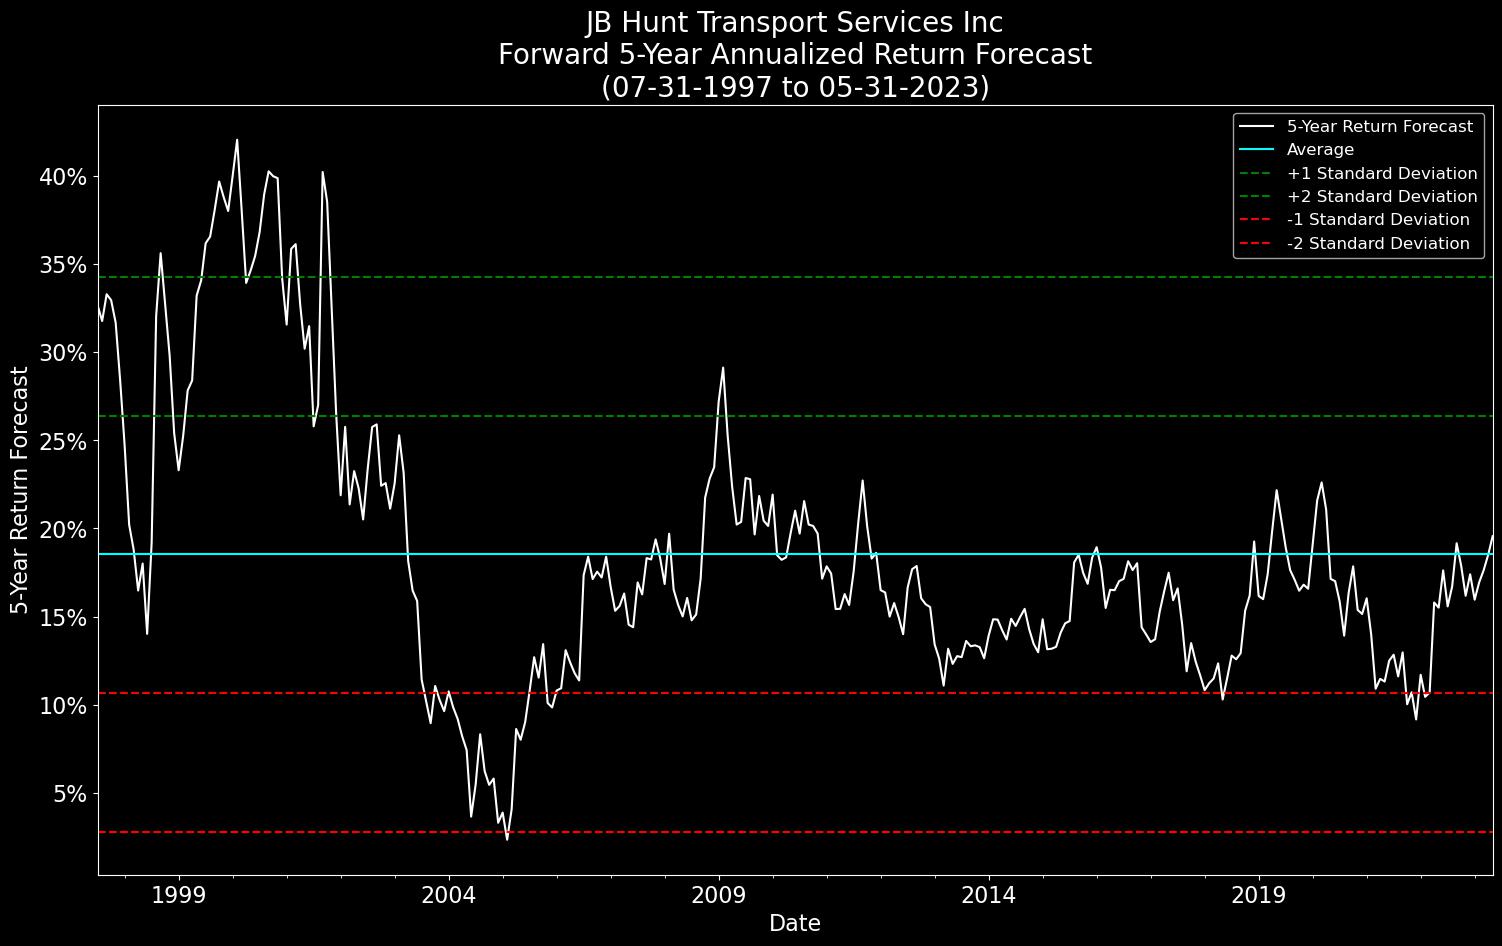 JB Hunt Transport Services Inc
Forward 5-Year Annualized Return Forecast
(07-31-1997 to 05-31-2023)
5-Year Return Forecast
Average
+1 Standard Deviation
+2 Standard Deviation
-1 Standard Deviation
-2 Standard Deviation
5-Year Return Forecast
40%
35%
30%
25%
20%
15%
10%
5%
1999 2004 2009 2014 2019
Date